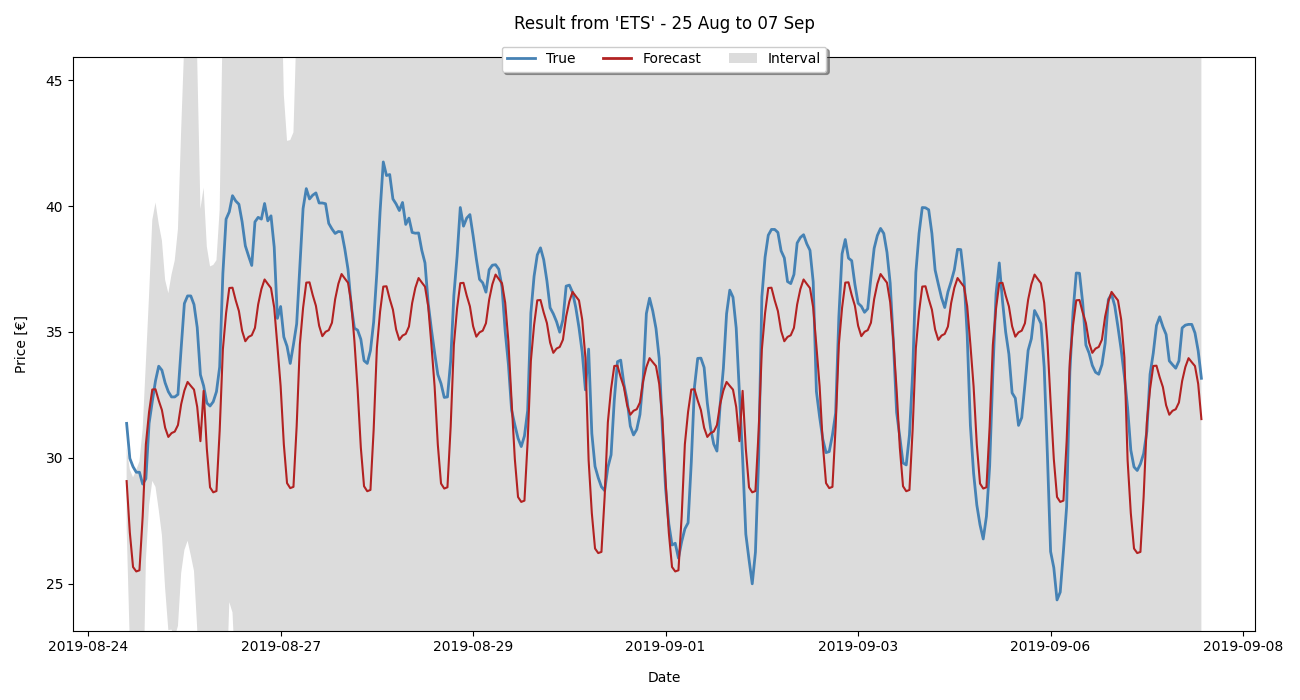 Result from 'ETS' - 25 Aug to 07 Sep
True Forecast Interval
45
40
35
30
25
Price [€]
2019-08-24 2019-08-27 2019-08-29 2019-09-01 2019-09-03 2019-09-06 2019-09-08
Date